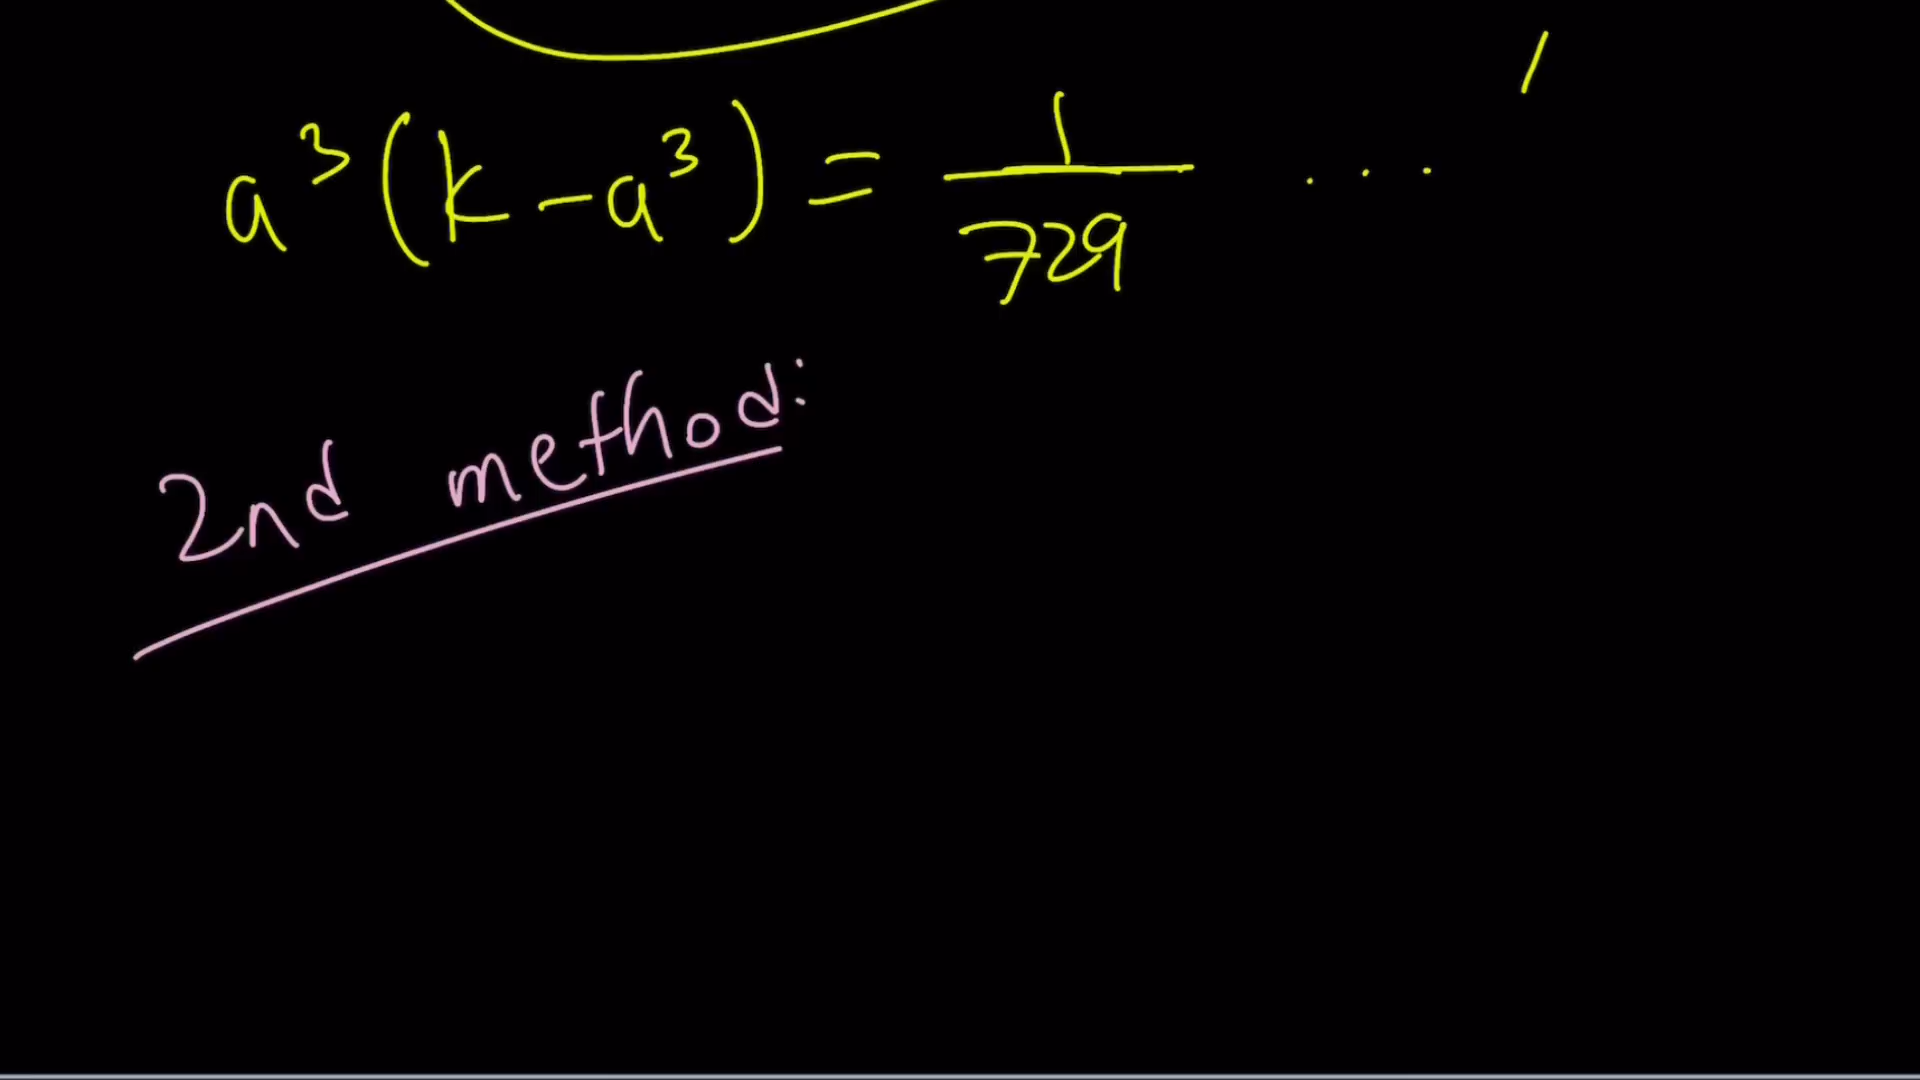 a³(k-a³) = 1/729 ...
2nd method: